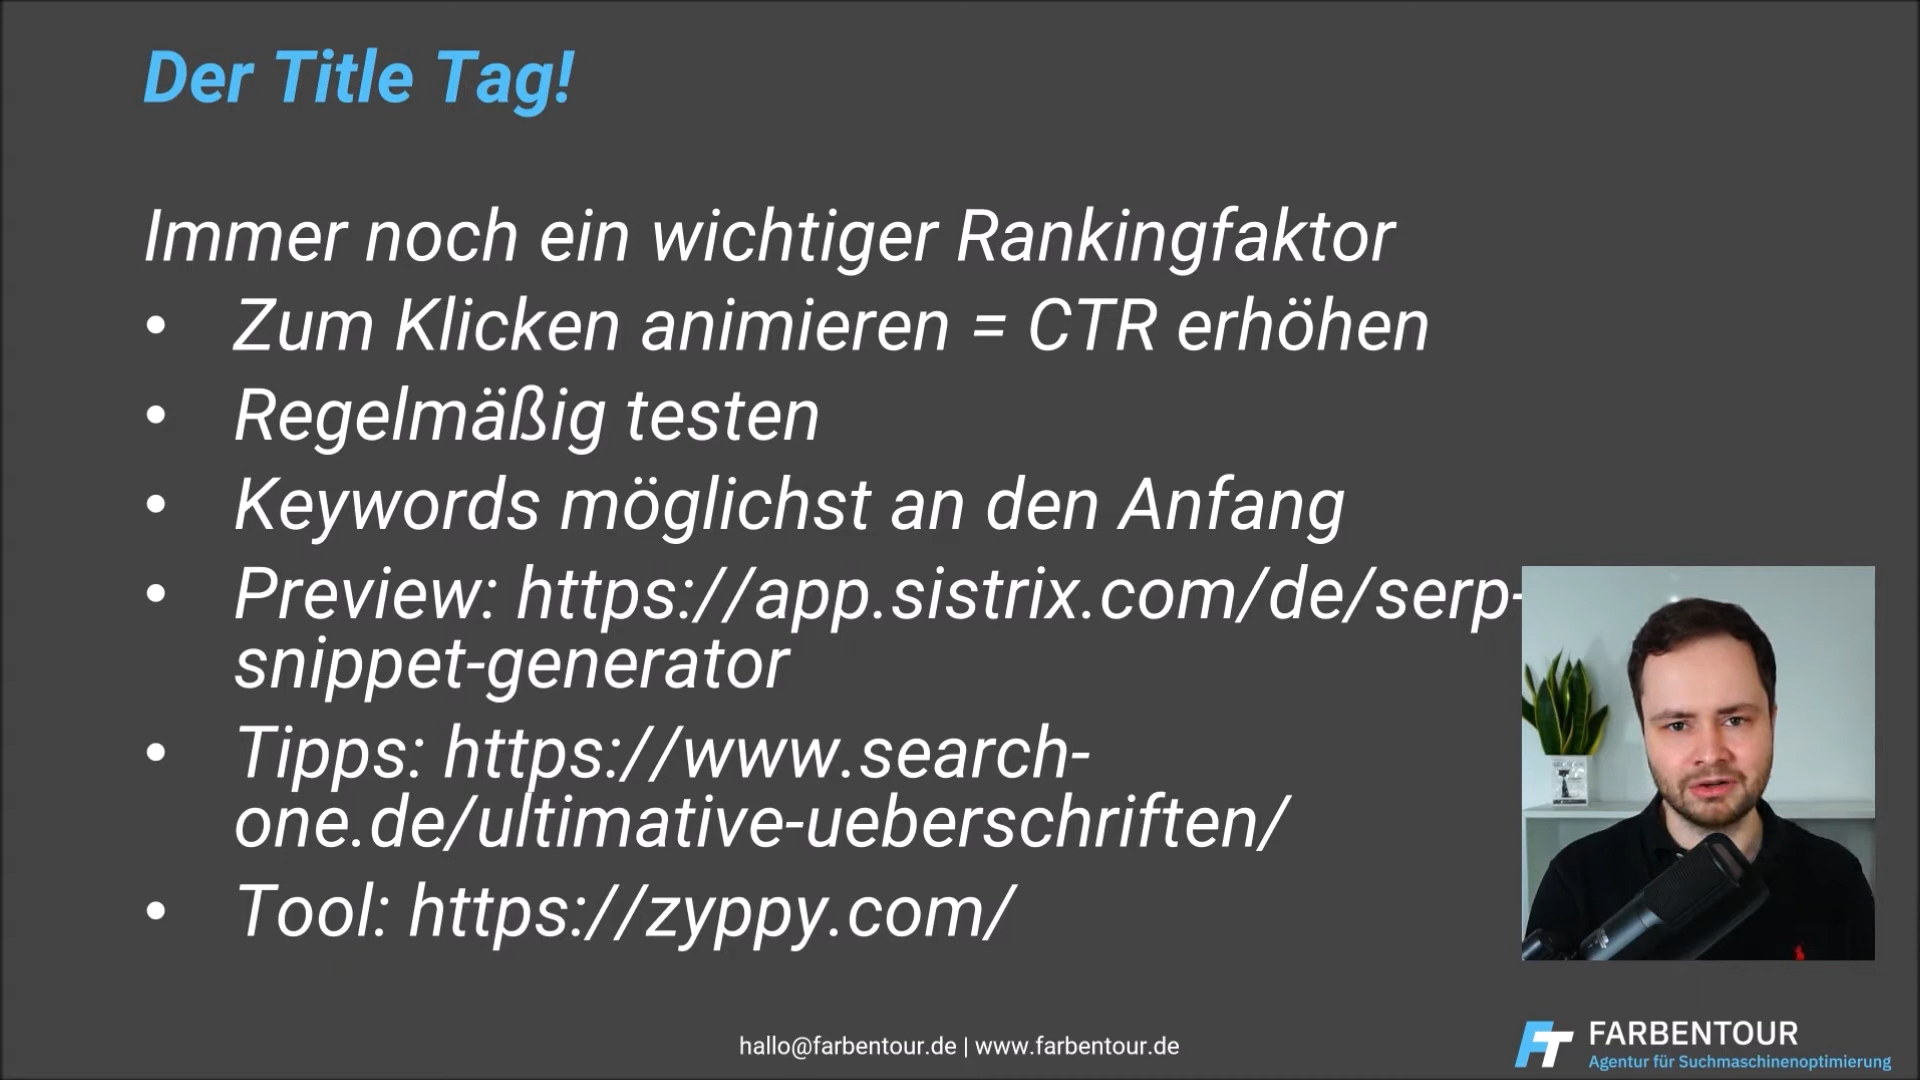 Der Title Tag!
Immer noch ein wichtiger Rankingfaktor
• Zum Klicken animieren = CTR erhöhen
• Regelmäßig testen
• Keywords möglichst an den Anfang
• Preview: https://app.sistrix.com/de/serp-
snippet-generator
• Tipps: https://www.search-
one.de/ultimative-ueberschriften/
• Tool: https://zyppy.com/
hallo@farbentour.de | www.farbentour.de
FT FARBENTOUR
Agentur für Suchmaschinenoptimierung